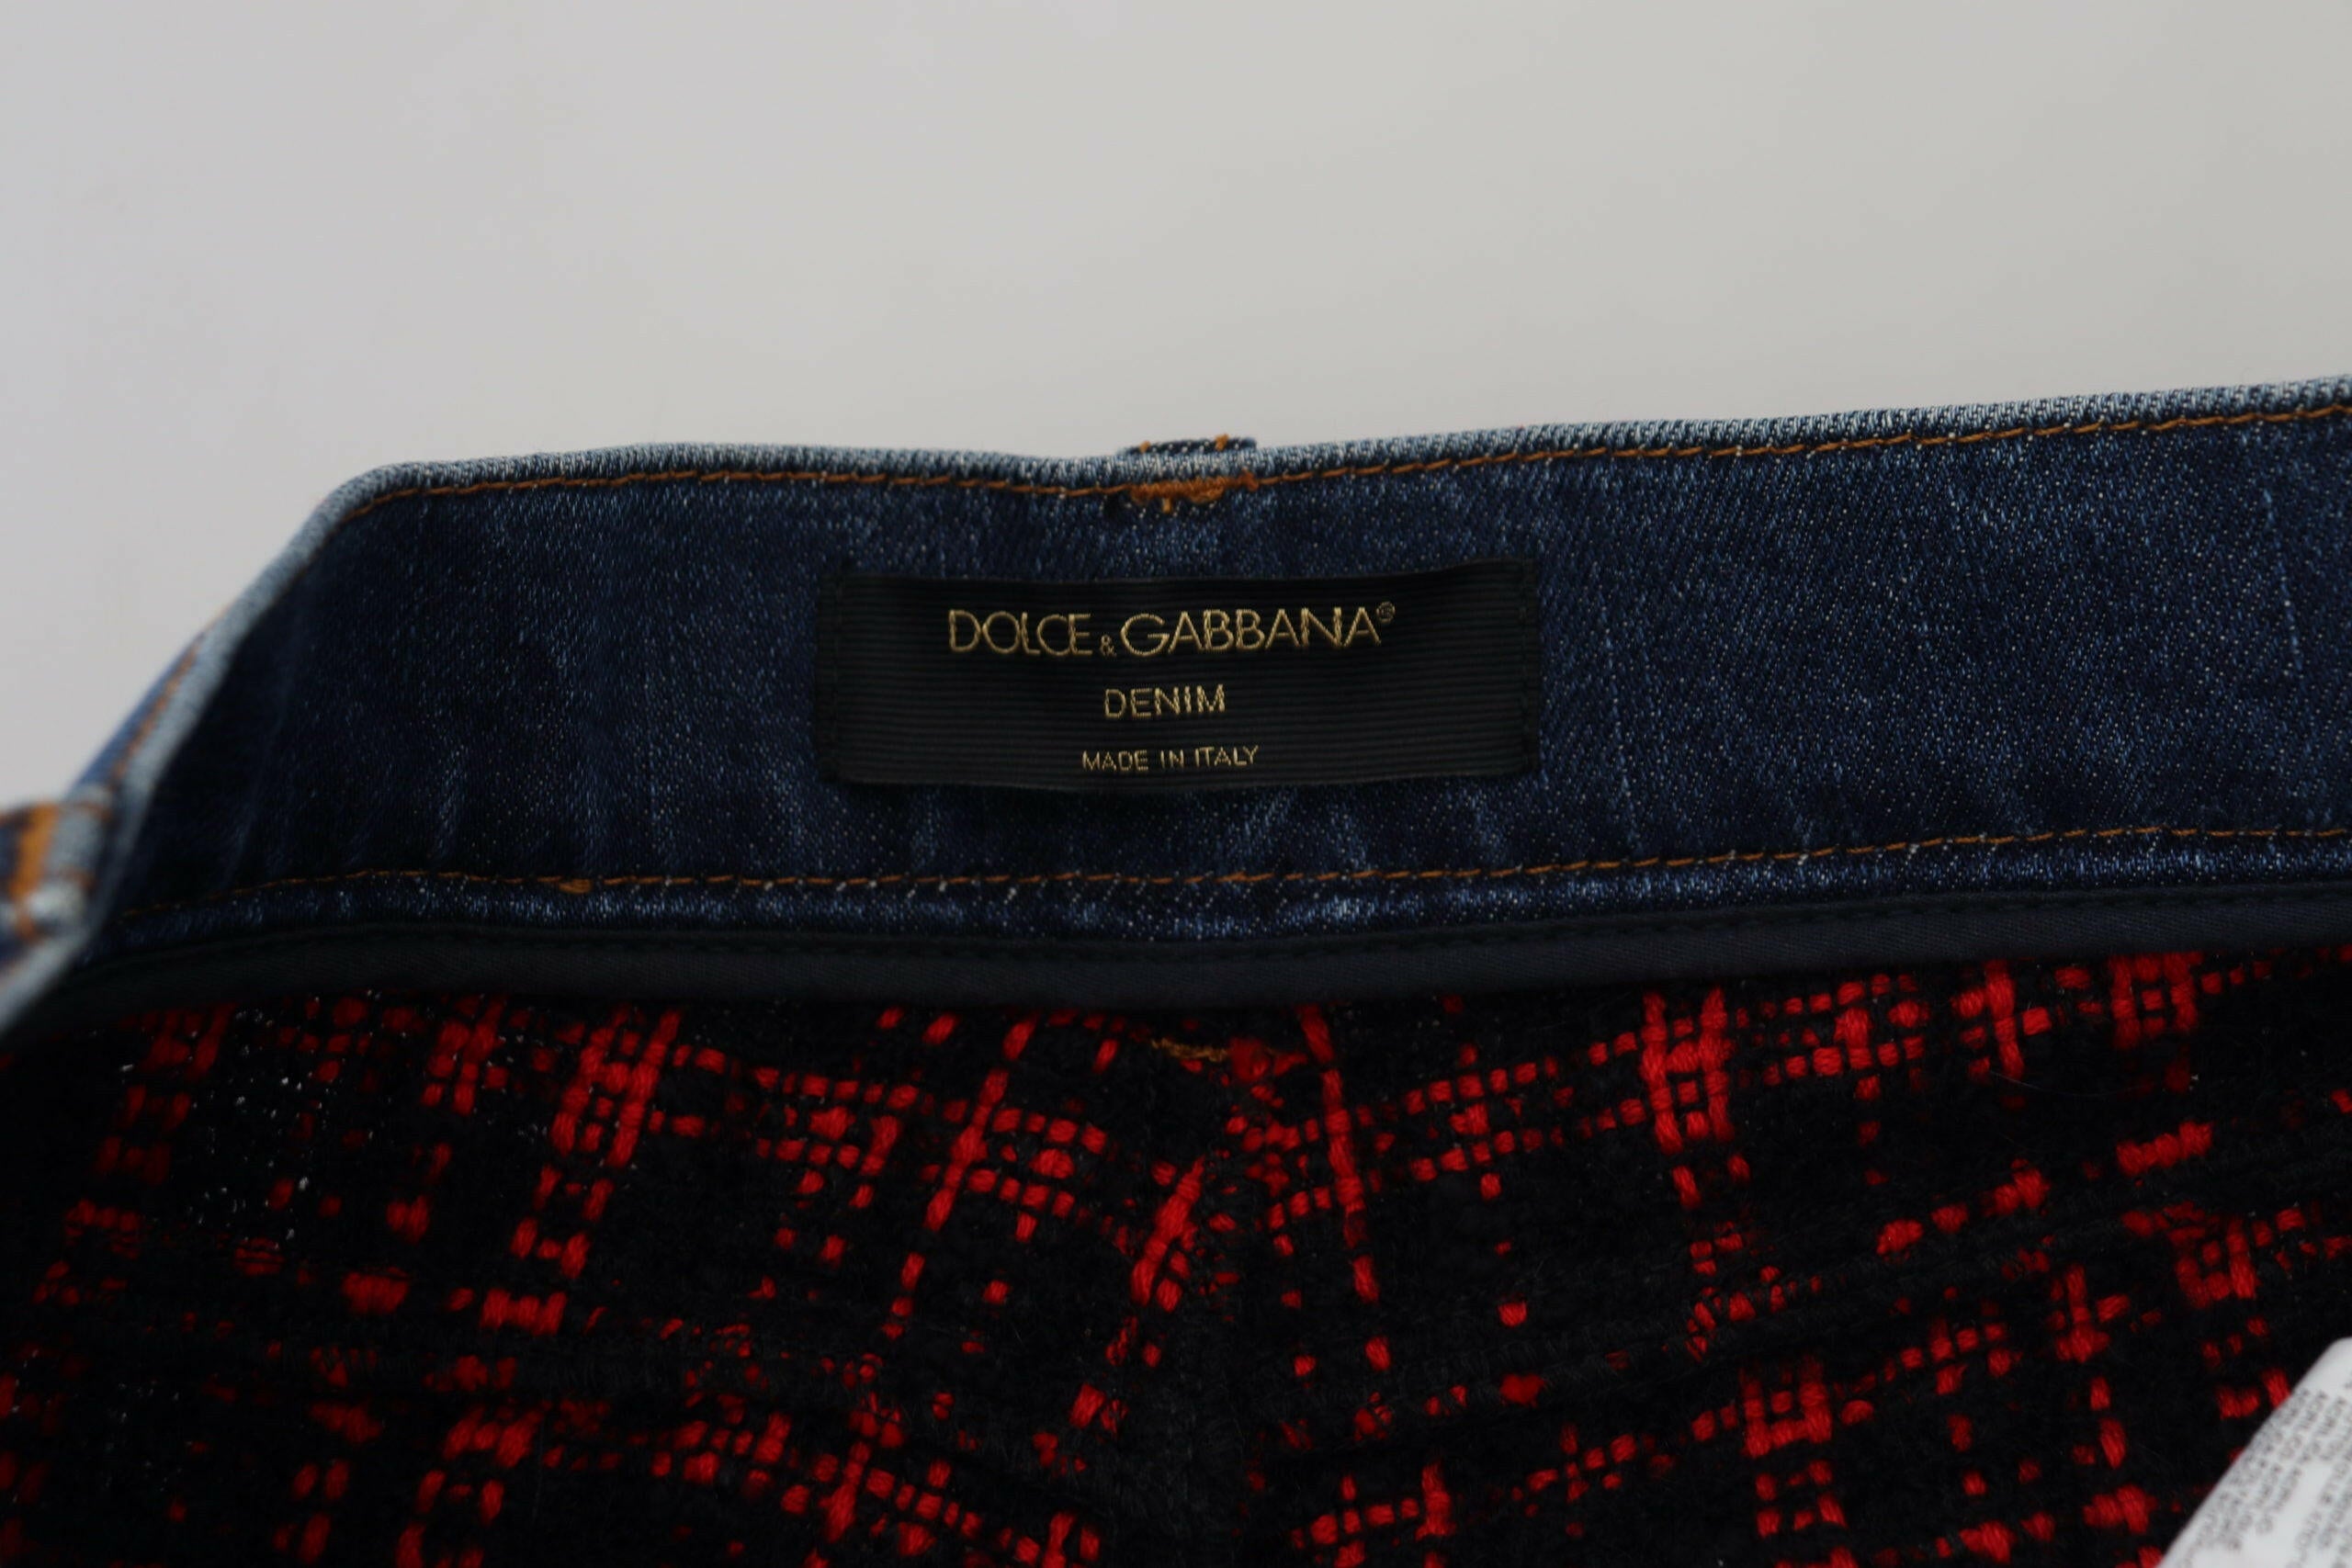 DOLCE & GABBANA®
DENIM
MADE IN ITALY